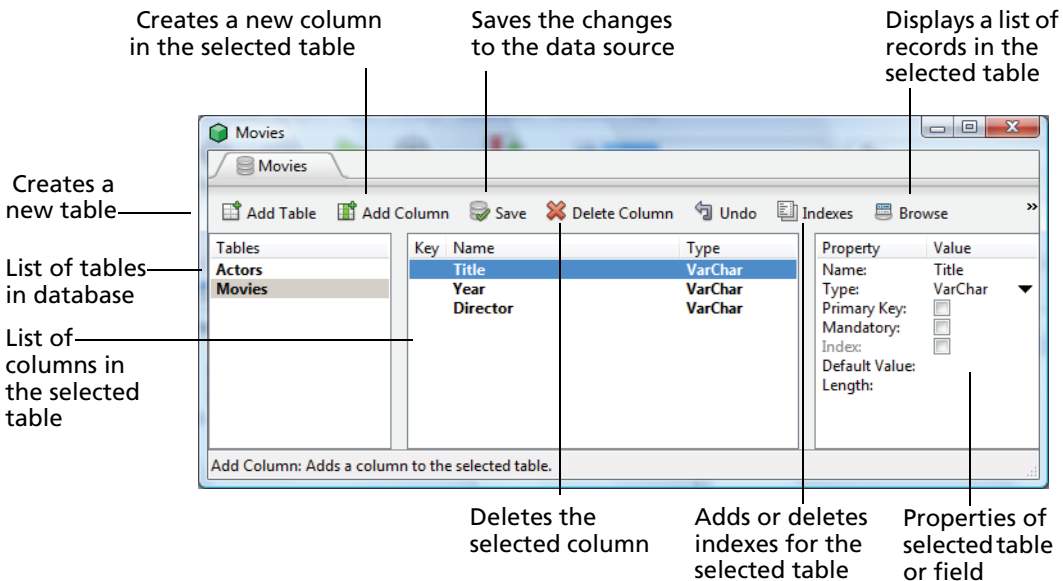 Creates a new column
in the selected table
Saves the changes
to the data source
Displays a list of
records in the
selected table
Movies
Movies
Creates a
new table
Add Table Add Column Save Delete Column Undo Indexes Browse »
List of tables
in database
Tables
Actors
Movies
Key Name Type
Title VarChar
Year VarChar
Director VarChar
Property Value
Name: Title
Type: VarChar
Primary Key:
Mandatory:
Index:
Default Value:
Length:
List of
columns in
the selected
table
Add Column: Adds a column to the selected table.
Deletes the
selected column
Adds or deletes
indexes for the
selected table
Properties of
selected table
or field